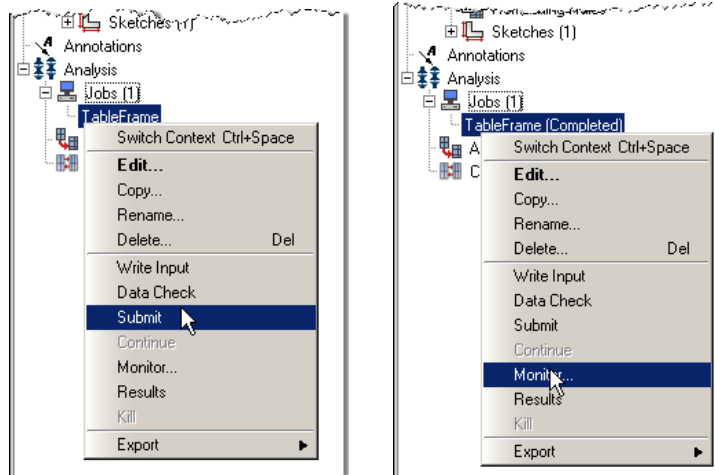 Sketches (1)
Annotations
Analysis
Jobs (1)
TableFrame
Switch Context Ctrl+Space
Edit...
Copy...
Rename...
Delete... Del
Write Input
Data Check
Submit
Continue
Monitor...
Results
Kill
Export
Sketches (1)
Annotations
Analysis
Jobs (1)
TableFrame (Completed)
A
Switch Context Ctrl+Space
C
Edit...
Copy...
Rename...
Delete... Del
Write Input
Data Check
Submit
Continue
Monitor...
Results
Kill
Export